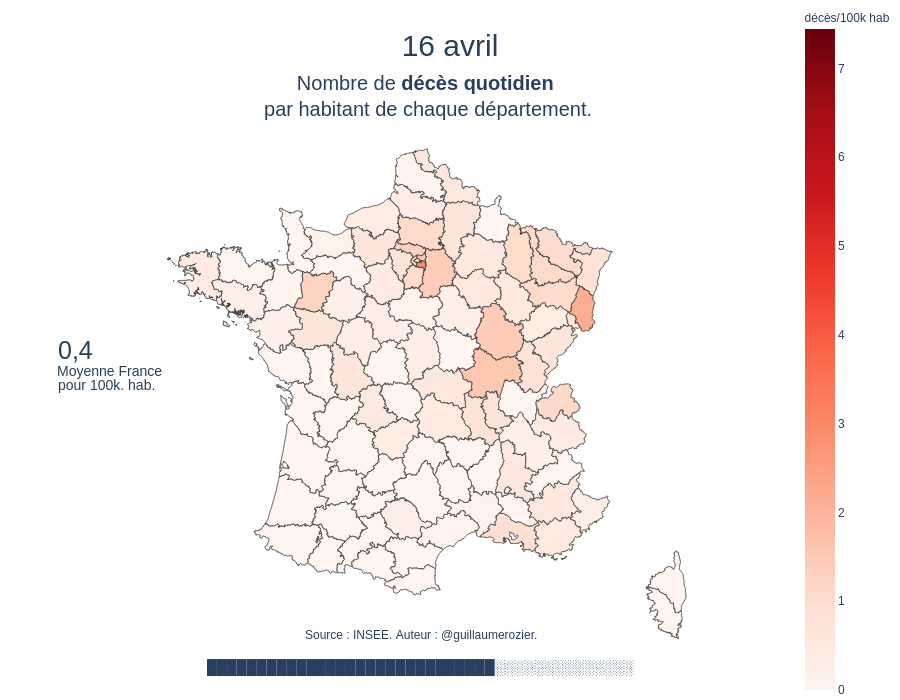 décès/100k hab
16 avril
Nombre de décès quotidien
par habitant de chaque département.
7
6
5
4
3
2
1
0
0,4
Moyenne France
pour 100k. hab.
Source : INSEE. Auteur : @guillaumerozier.